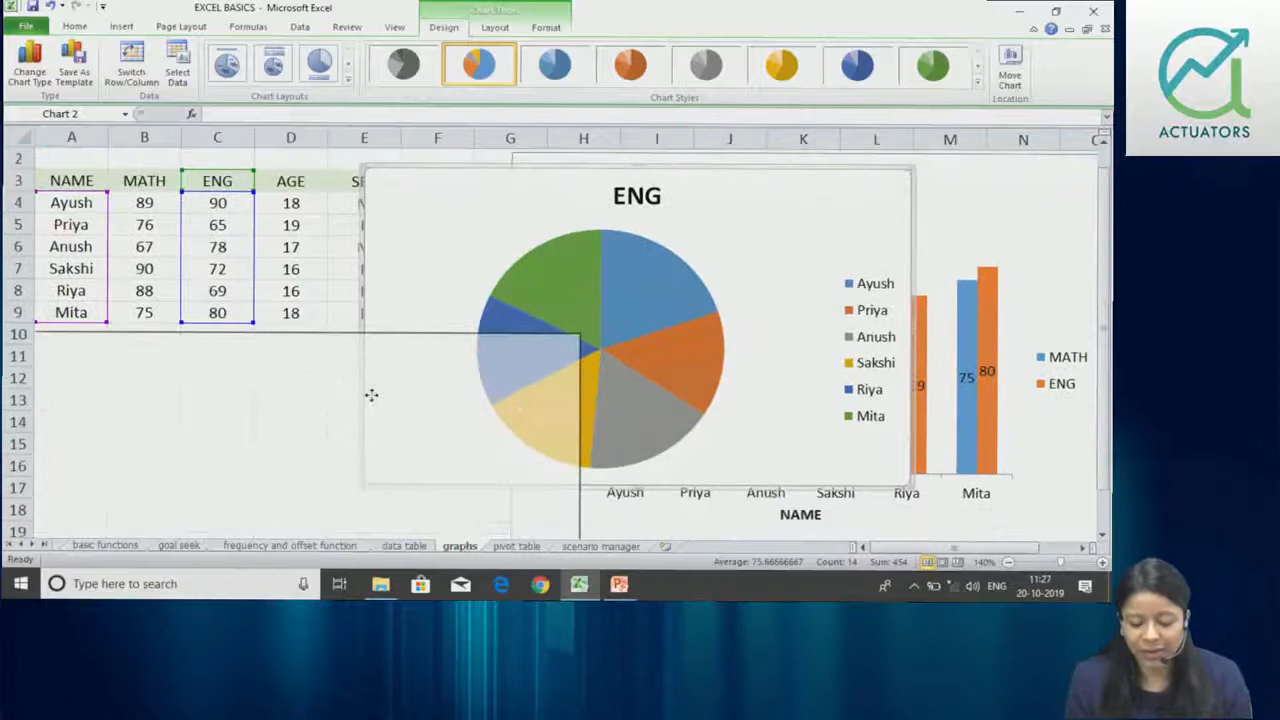 EXCEL BASICS - Microsoft Excel
Chart Tools
File Home Insert Page Layout Formulas Data Review View Design Layout Format
Change Chart Type
Save As Template
Switch Row/Column
Select Data
Move Chart
Type Data Chart Layouts Chart Styles Location
Chart 2 fx
A B C D E F G H I J K L M N
2
3 NAME MATH ENG AGE
4 Ayush 89 90 18
5 Priya 76 65 19
6 Anush 67 78 17
7 Sakshi 90 72 16
8 Riya 88 69 16
9 Mita 75 80 18
10
11
12
13
14
15
16
17
18
19
ENG
Ayush
Priya
Anush
Sakshi
Riya
Mita
9 75 80
MATH
ENG
Ayush Priya Anush Sakshi Riya Mita
NAME
basic functions goal seek frequency and offset function data table graphs pivot table scenario manager
Ready Average: 75.66666667 Count: 14 Sum: 454 140%
Type here to search
ENG
11:27
20-10-2019
ACTUATORS